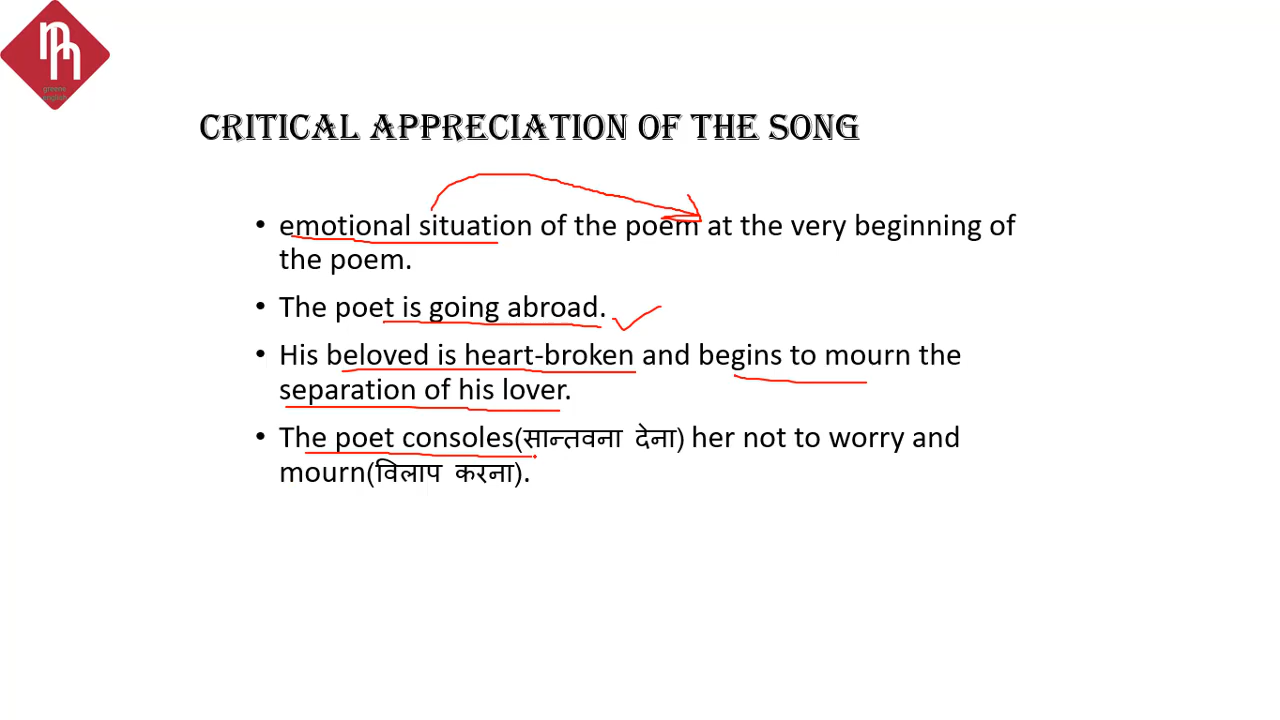 greene
english
CRITICAL APPRECIATION OF THE SONG
• emotional situation of the poem at the very beginning of
the poem.
• The poet is going abroad.
• His beloved is heart-broken and begins to mourn the
separation of his lover.
• The poet consoles(सान्तवना देना) her not to worry and
mourn(विलाप करना).